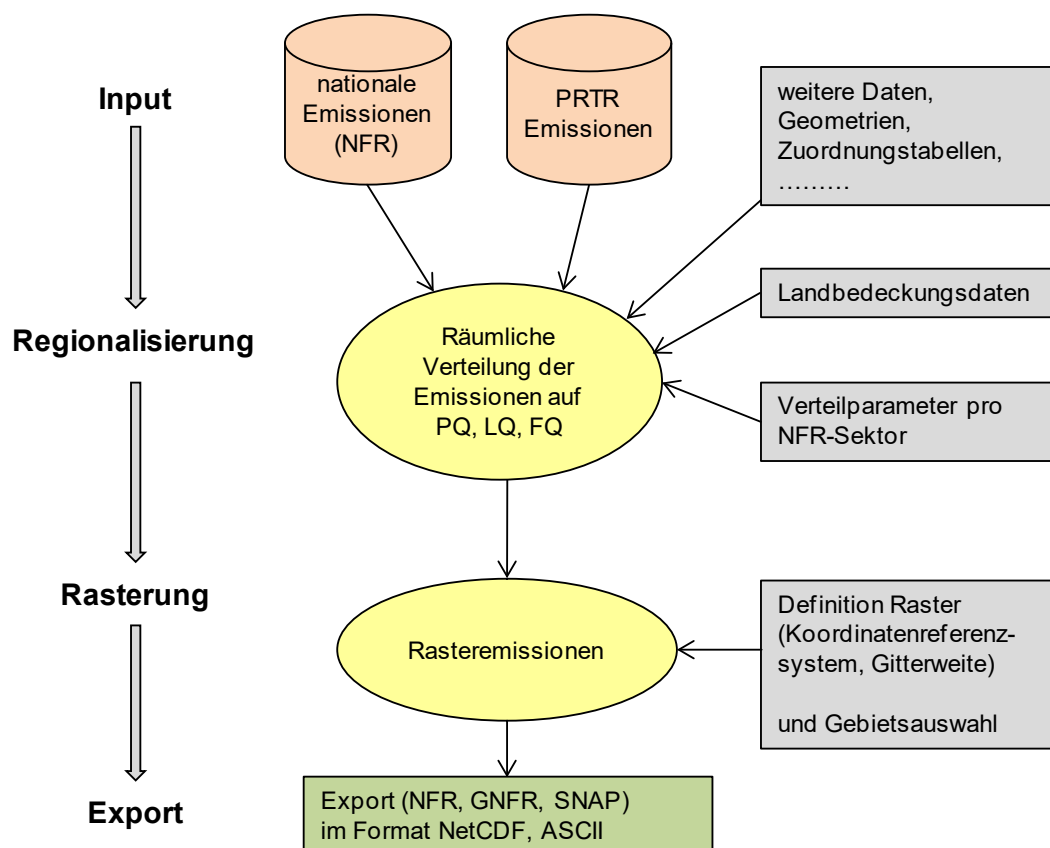 Input
nationale
Emissionen
(NFR)
PRTR
Emissionen
weitere Daten,
Geometrien,
Zuordnungstabellen,
………
Regionalisierung
Räumliche
Verteilung der
Emissionen auf
PQ, LQ, FQ
Landbedeckungsdaten
Verteilparameter pro
NFR-Sektor
Rasterung
Rasteremissionen
Definition Raster
(Koordinatenreferenz-
system, Gitterweite)
und Gebietsauswahl
Export
Export (NFR, GNFR, SNAP)
im Format NetCDF, ASCII